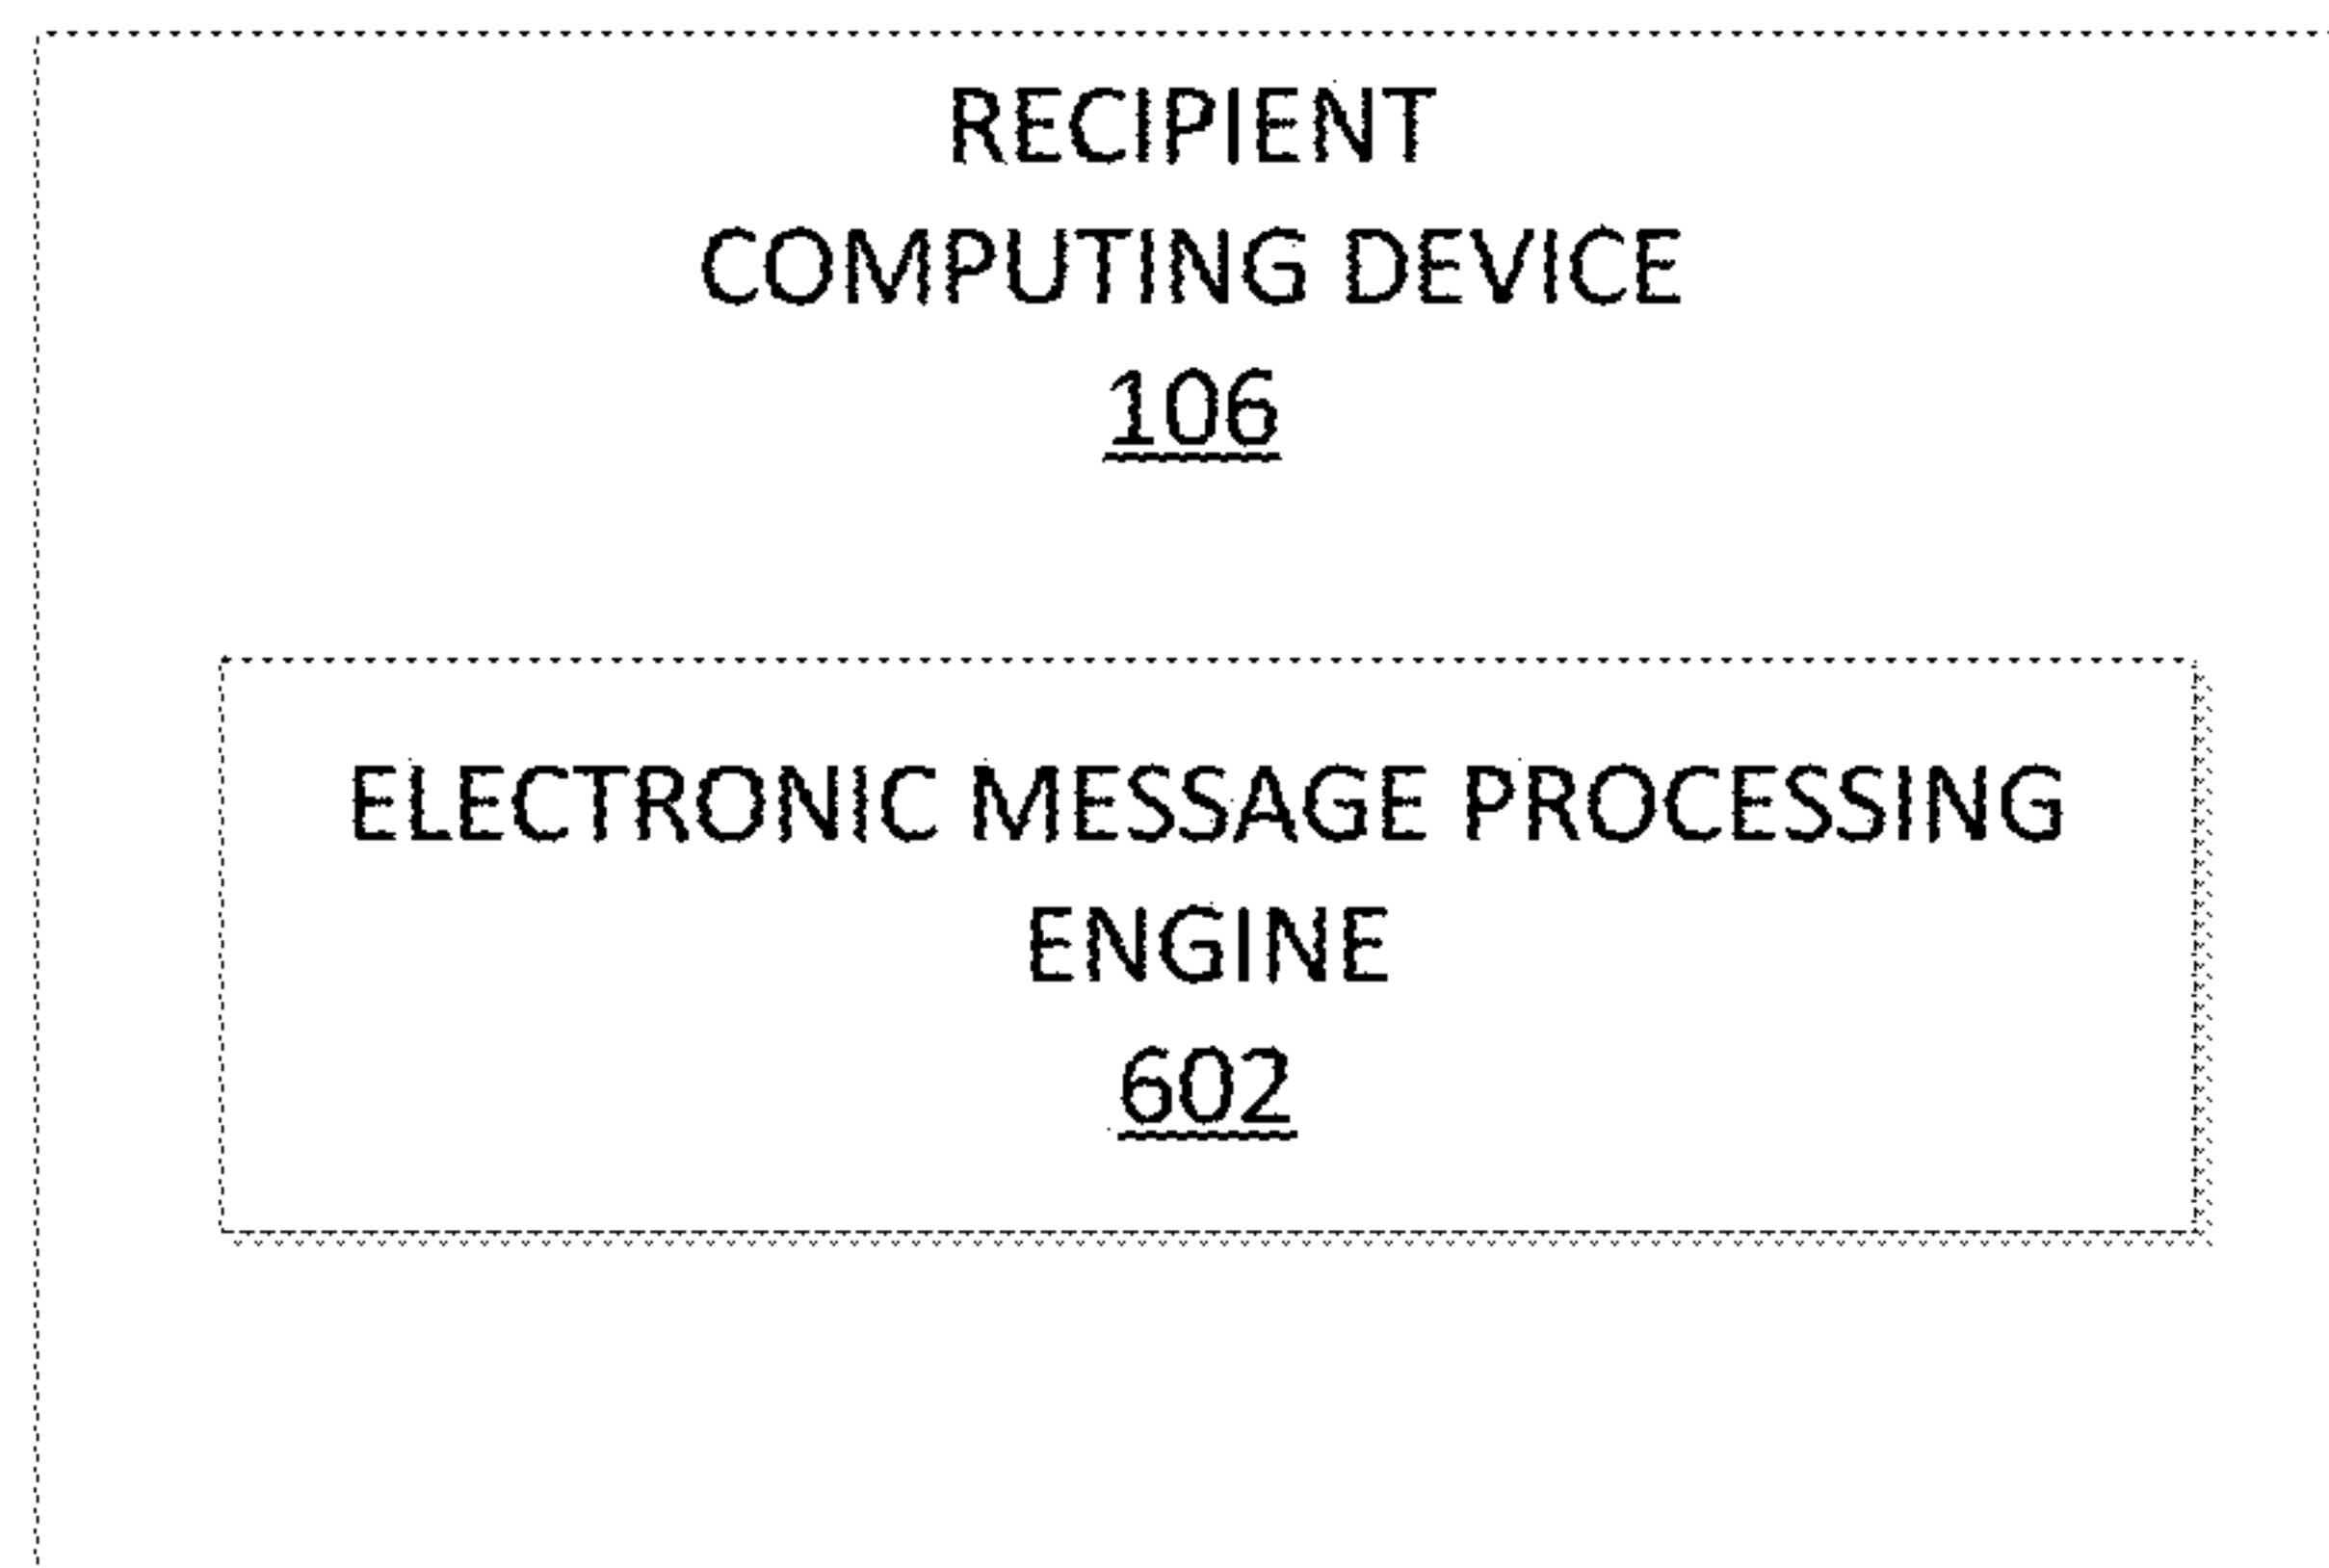 RECIPIENT
COMPUTING DEVICE
106
ELECTRONIC MESSAGE PROCESSING
ENGINE
602